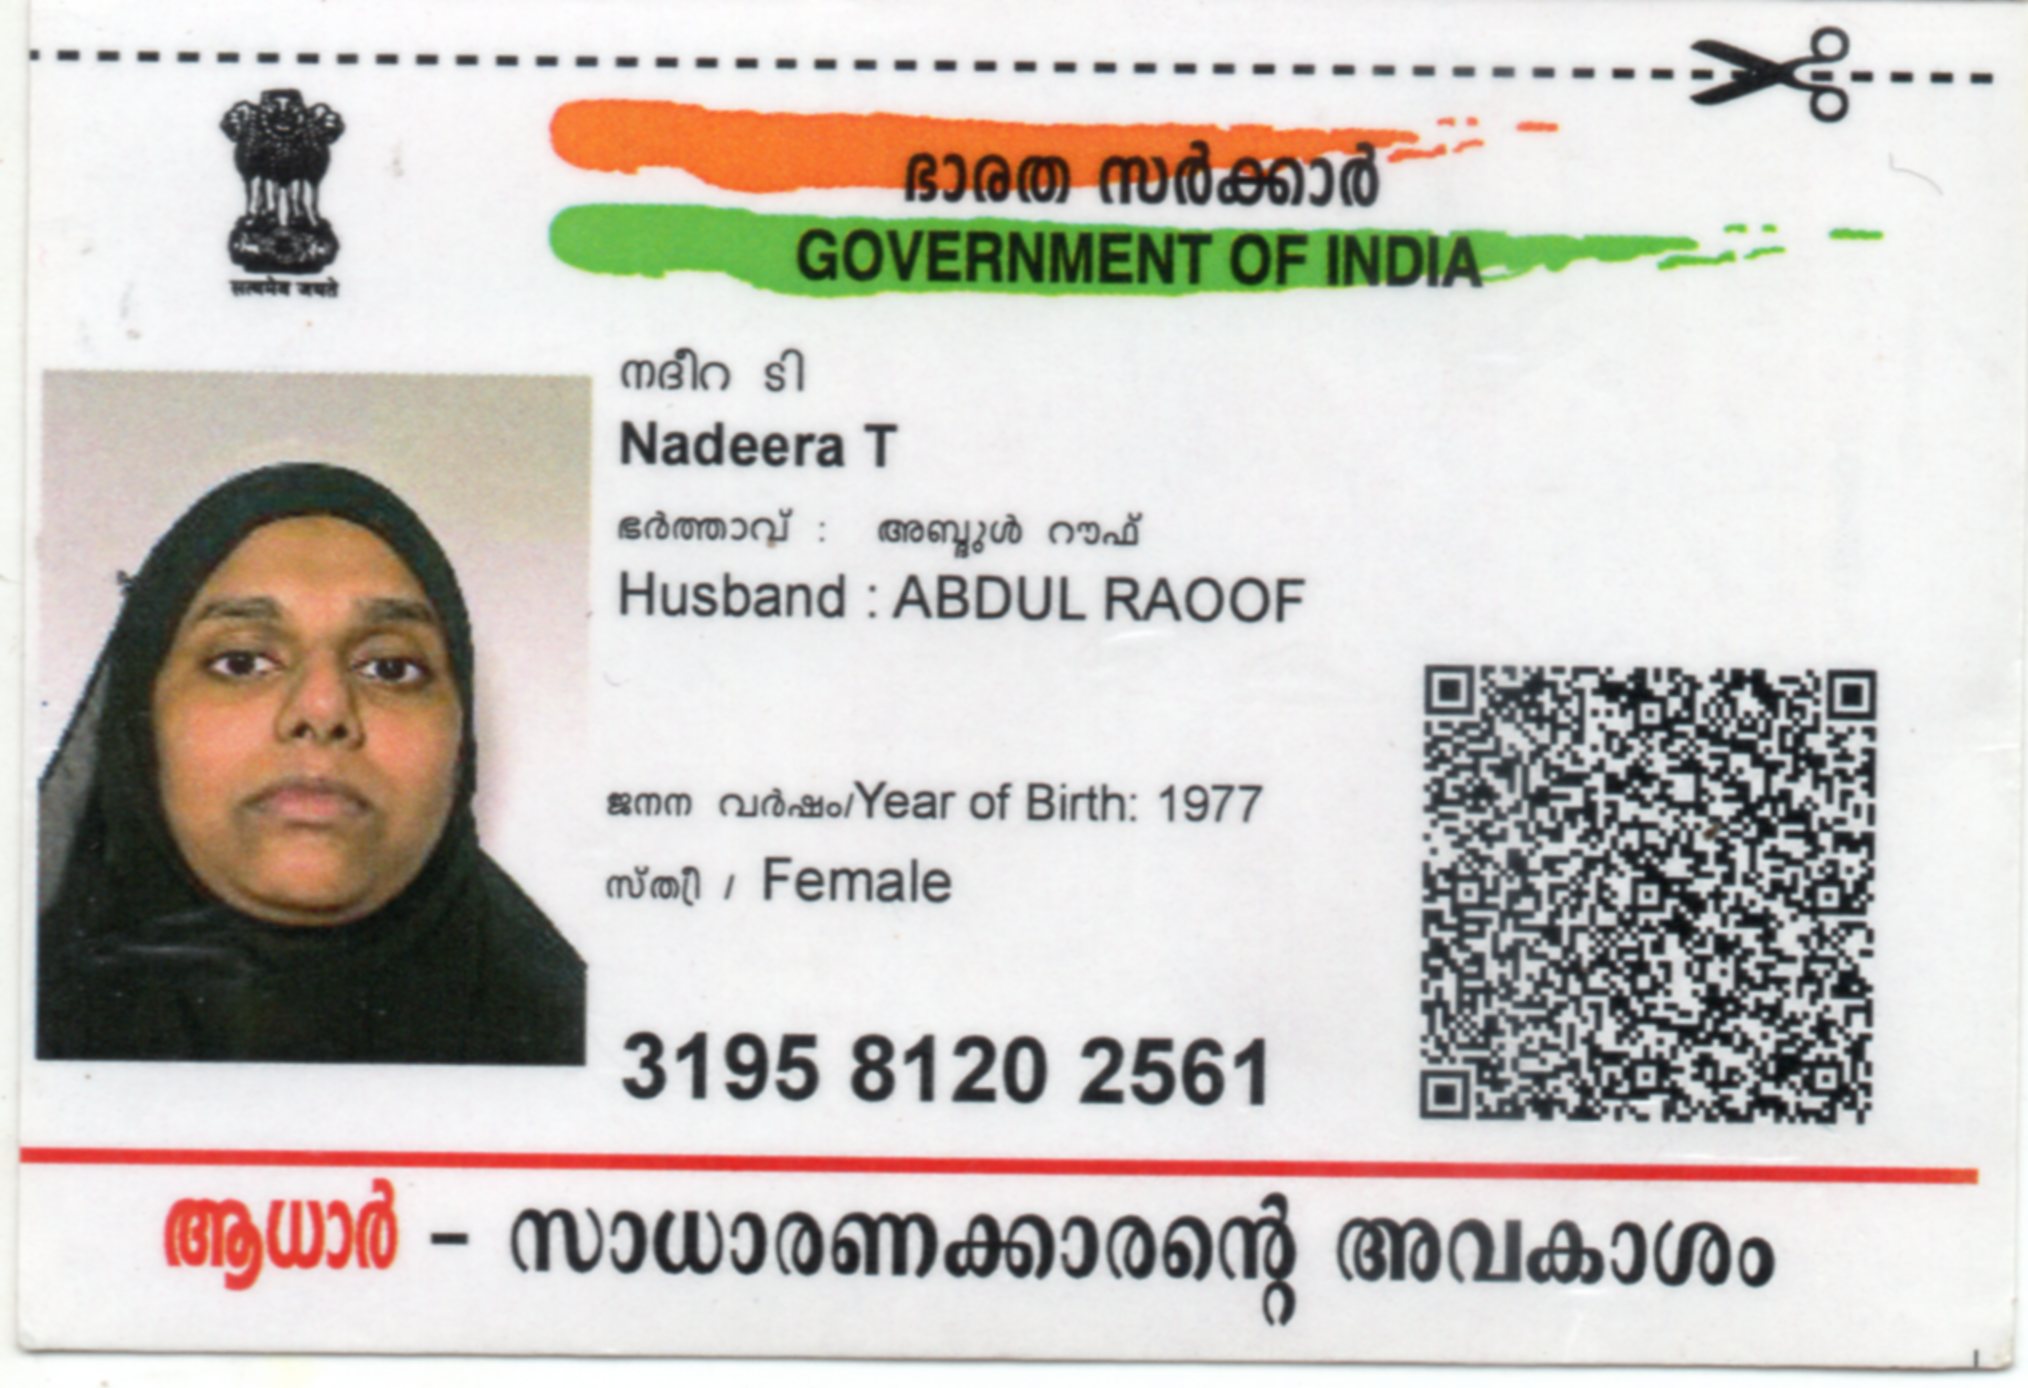 ഭാരത സർക്കാർ
GOVERNMENT OF INDIA
सत्यमेव जयते
നദീറ ടി
Nadeera T
ഭർത്താവ് : അബ്ദുൾ റൗഫ്
Husband : ABDUL RAOOF
ജനന വർഷം/Year of Birth: 1977
സ്ത്രീ / Female
3195 8120 2561
ആധാർ - സാധാരണക്കാരന്റെ അവകാശം